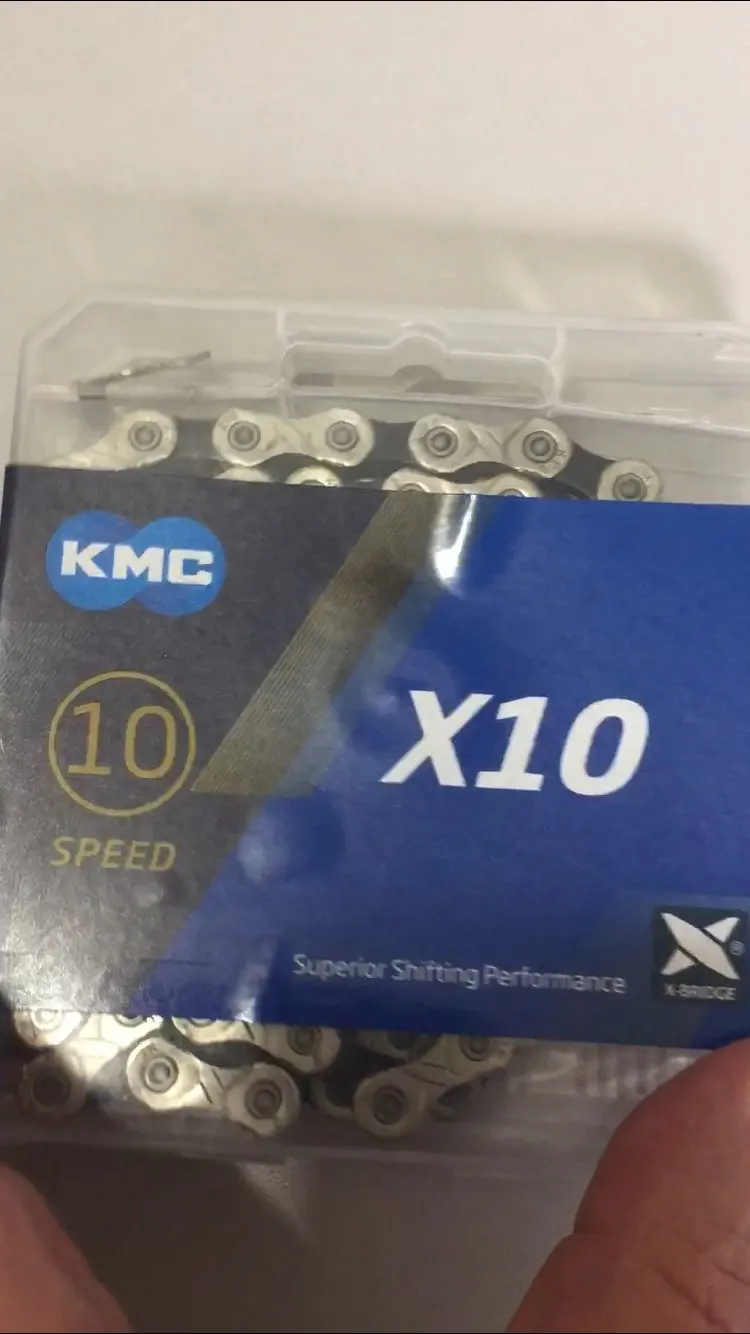 KMC
10
SPEED
X10
Superior Shifting Performance
®
X-BRIDGE